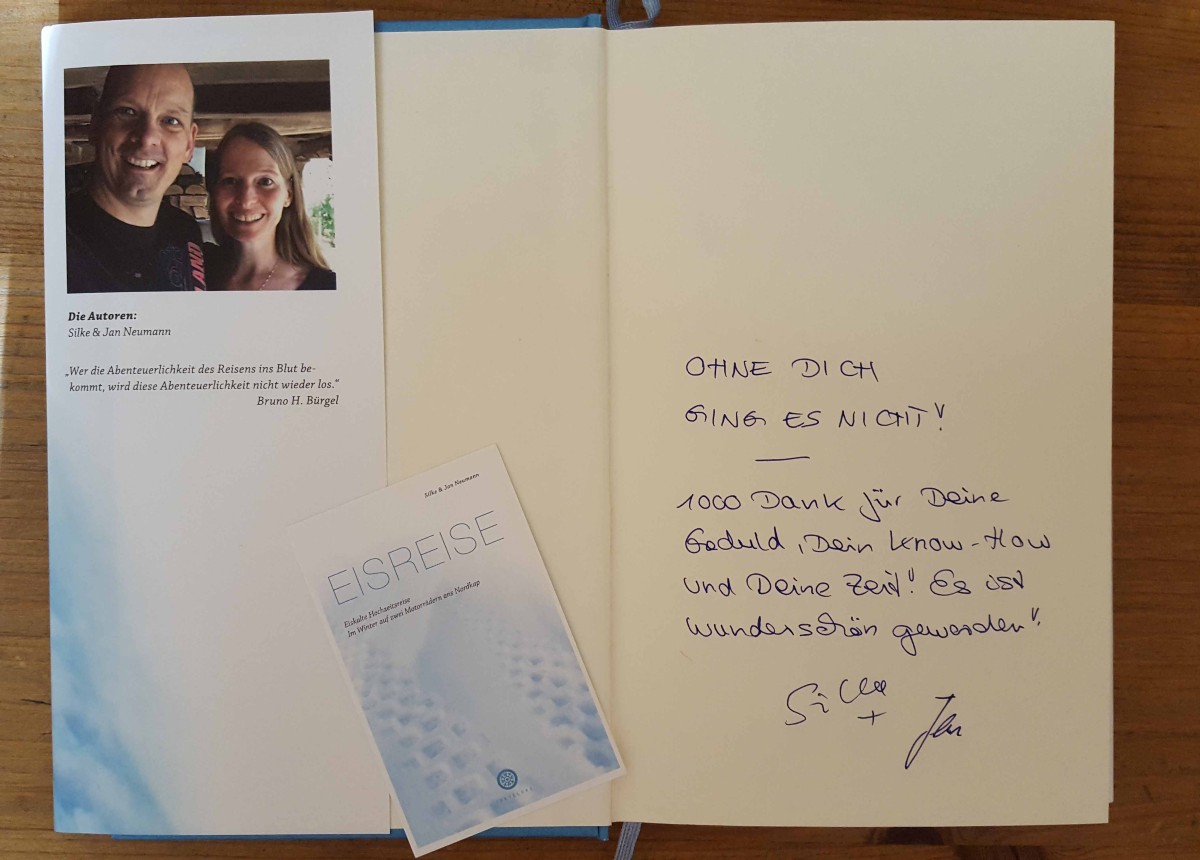 LAND
Die Autoren:
Silke & Jan Neumann
„Wer die Abenteuerlichkeit des Reisens ins Blut be-
kommt, wird diese Abenteuerlichkeit nicht wieder los.“
Bruno H. Bürgel
Silke & Jan Neumann
EISREISE
Eiskalte Hochzeitsreise
Im Winter auf zwei Motorrädern ans Nordkap
OHNE DICH
GING ES NICHT!
1000 Dank für Deine
Geduld, Dein Know-How
und Deine Zeit! Es ist
wunderschön geworden!
Silke
+
Jan